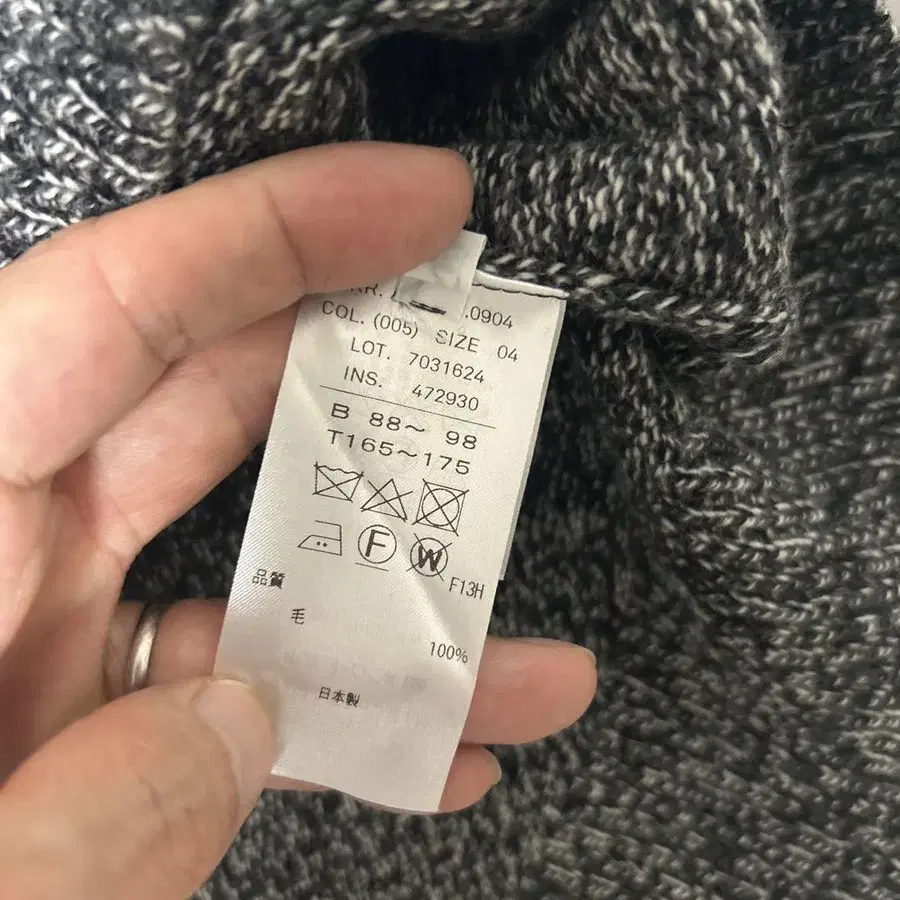 .0904
COL. (005) SIZE 04
LOT. 7031624
INS. 472930
B 88～ 98
T165～175
F W
F13H
品質
毛
100%
日本製